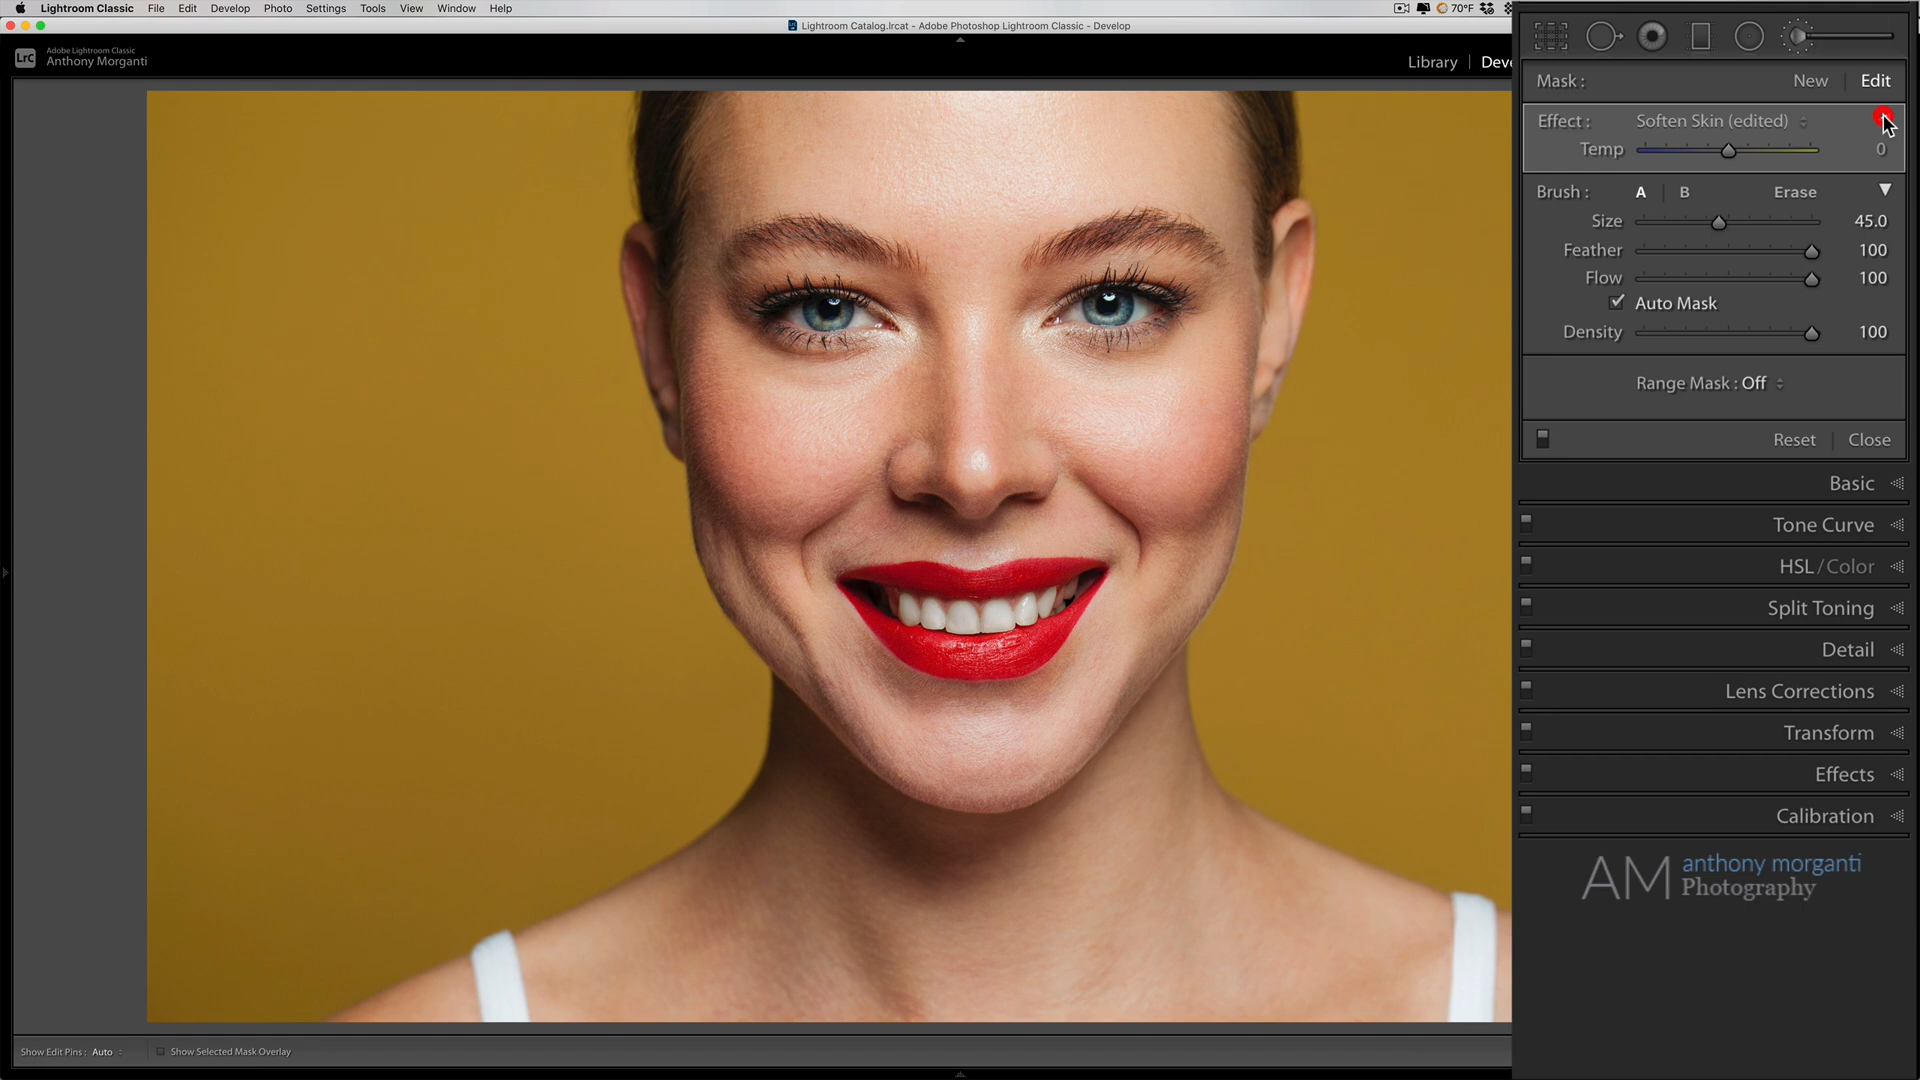 Lightroom Classic File Edit Develop Photo Settings Tools View Window Help 70°F
Lightroom Catalog.lrcat - Adobe Photoshop Lightroom Classic - Develop
LrC
Adobe Lightroom Classic
Anthony Morganti
Library | Deve
Mask : New Edit
Effect : Soften Skin (edited)
Temp 0
Brush : A B Erase
Size 45.0
Feather 100
Flow 100
Auto Mask
Density 100
Range Mask : Off
Reset Close
Basic
Tone Curve
HSL / Color
Split Toning
Detail
Lens Corrections
Transform
Effects
Calibration
AM anthony morganti
Photography
Show Edit Pins : Auto Show Selected Mask Overlay